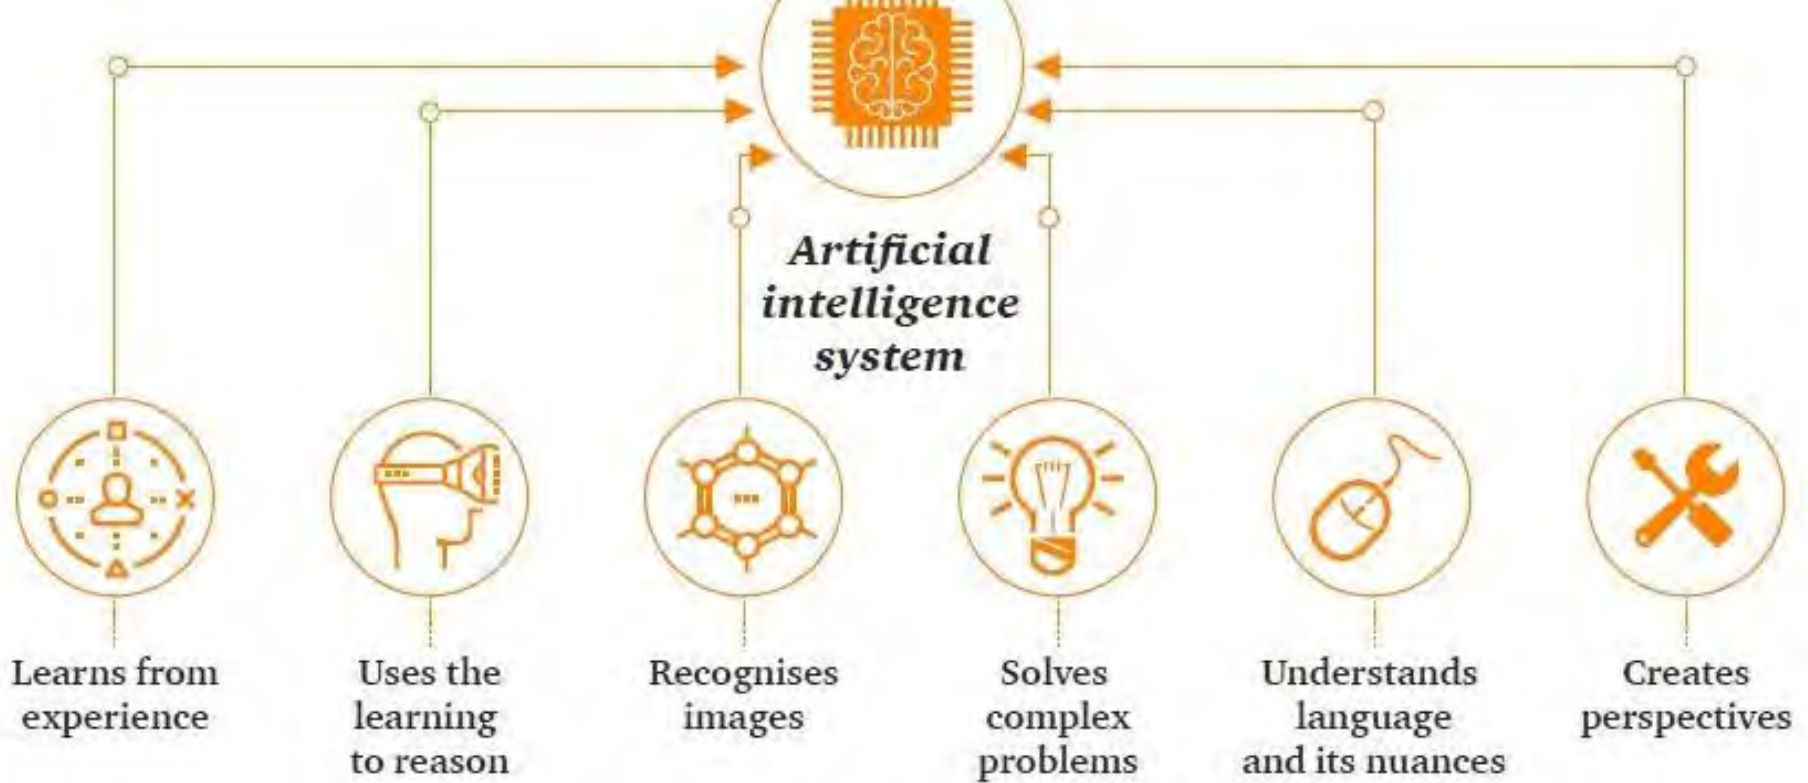 Artificial
intelligence
system
Learns from
experience
Uses the
learning
to reason
Recognises
images
Solves
complex
problems
Understands
language
and its nuances
Creates
perspectives